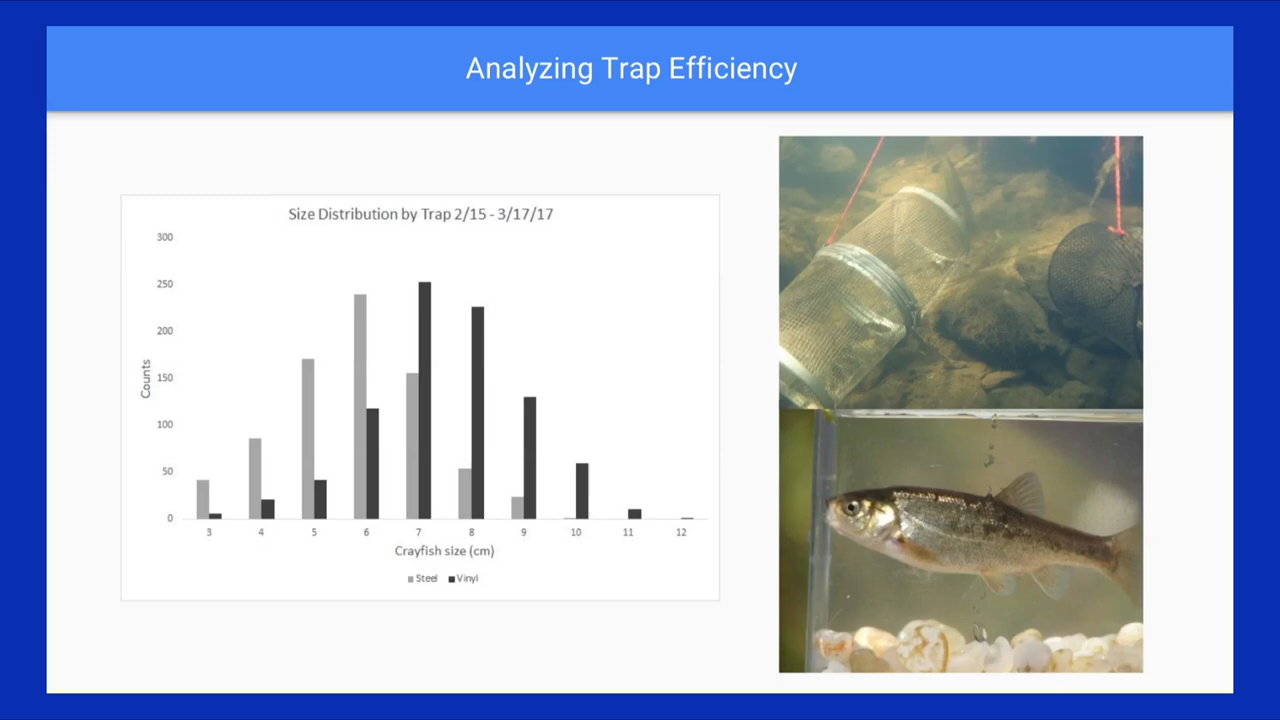 Analyzing Trap Efficiency
Size Distribution by Trap 2/15 - 3/17/17
300
250
200
150
100
50
0
Counts
3 4 5 6 7 8 9 10 11 12
Crayfish size (cm)
Steel Vinyl